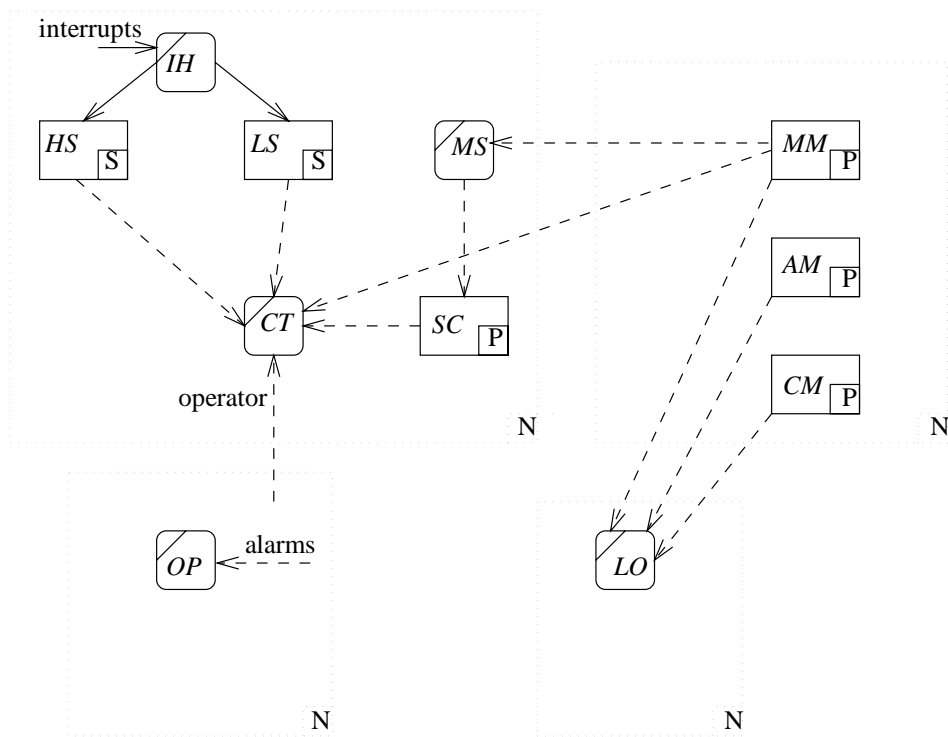 interrupts
IH
HS
S
LS
S
MS
MM
P
AM
P
CT
SC
P
CM
P
operator
N
N
OP
alarms
LO
N
N